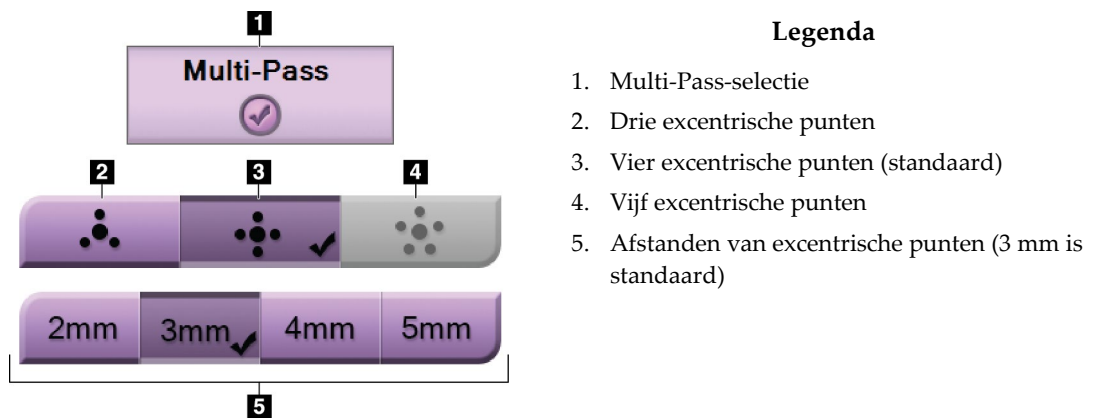 1
Multi-Pass
2 3 4
2mm 3mm 4mm 5mm
5
Legenda
1. Multi-Pass-selectie
2. Drie excentrische punten
3. Vier excentrische punten (standaard)
4. Vijf excentrische punten
5. Afstanden van excentrische punten (3 mm is
standaard)